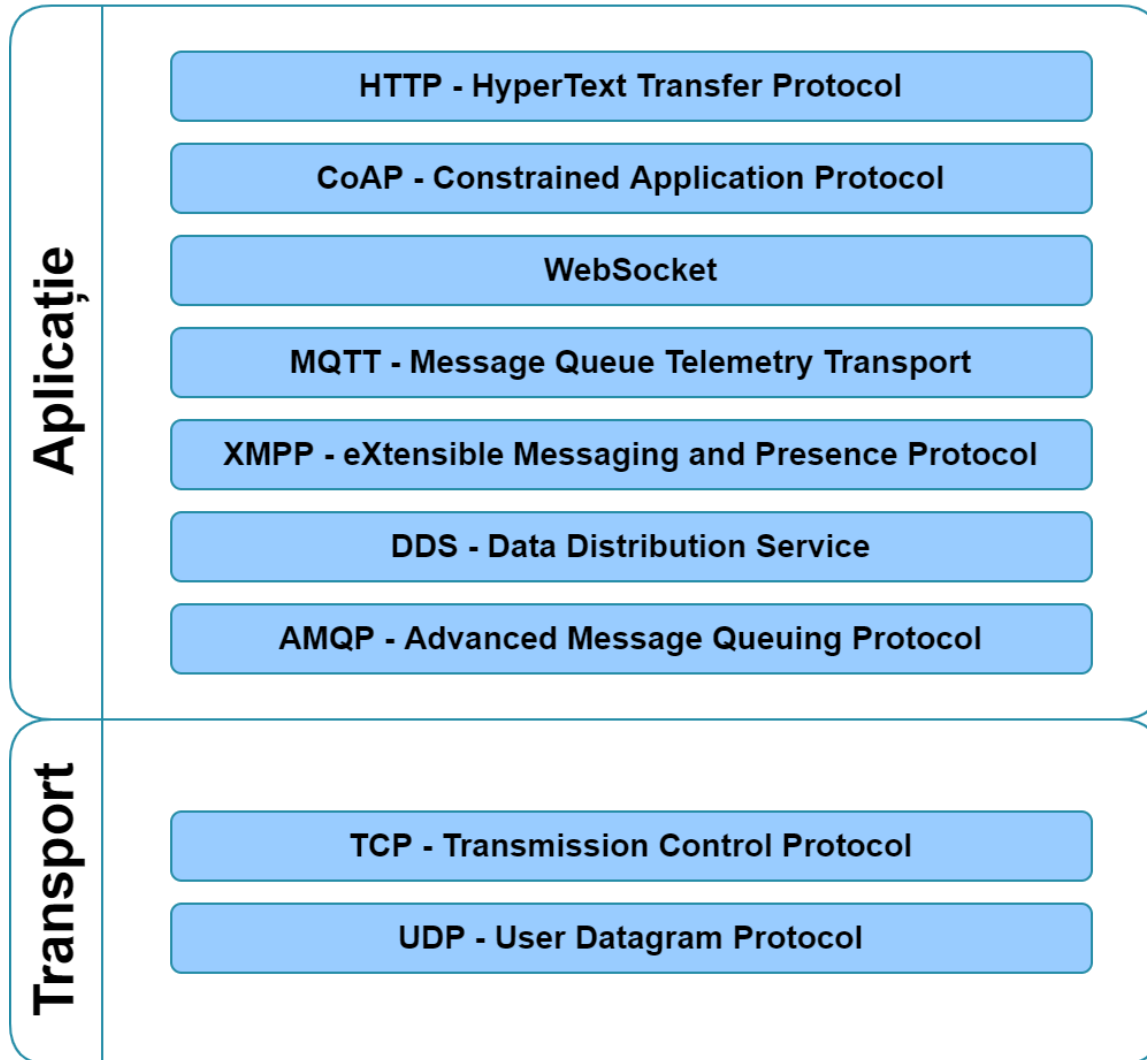 Aplicație
HTTP - HyperText Transfer Protocol
CoAP - Constrained Application Protocol
WebSocket
MQTT - Message Queue Telemetry Transport
XMPP - eXtensible Messaging and Presence Protocol
DDS - Data Distribution Service
AMQP - Advanced Message Queuing Protocol
Transport
TCP - Transmission Control Protocol
UDP - User Datagram Protocol